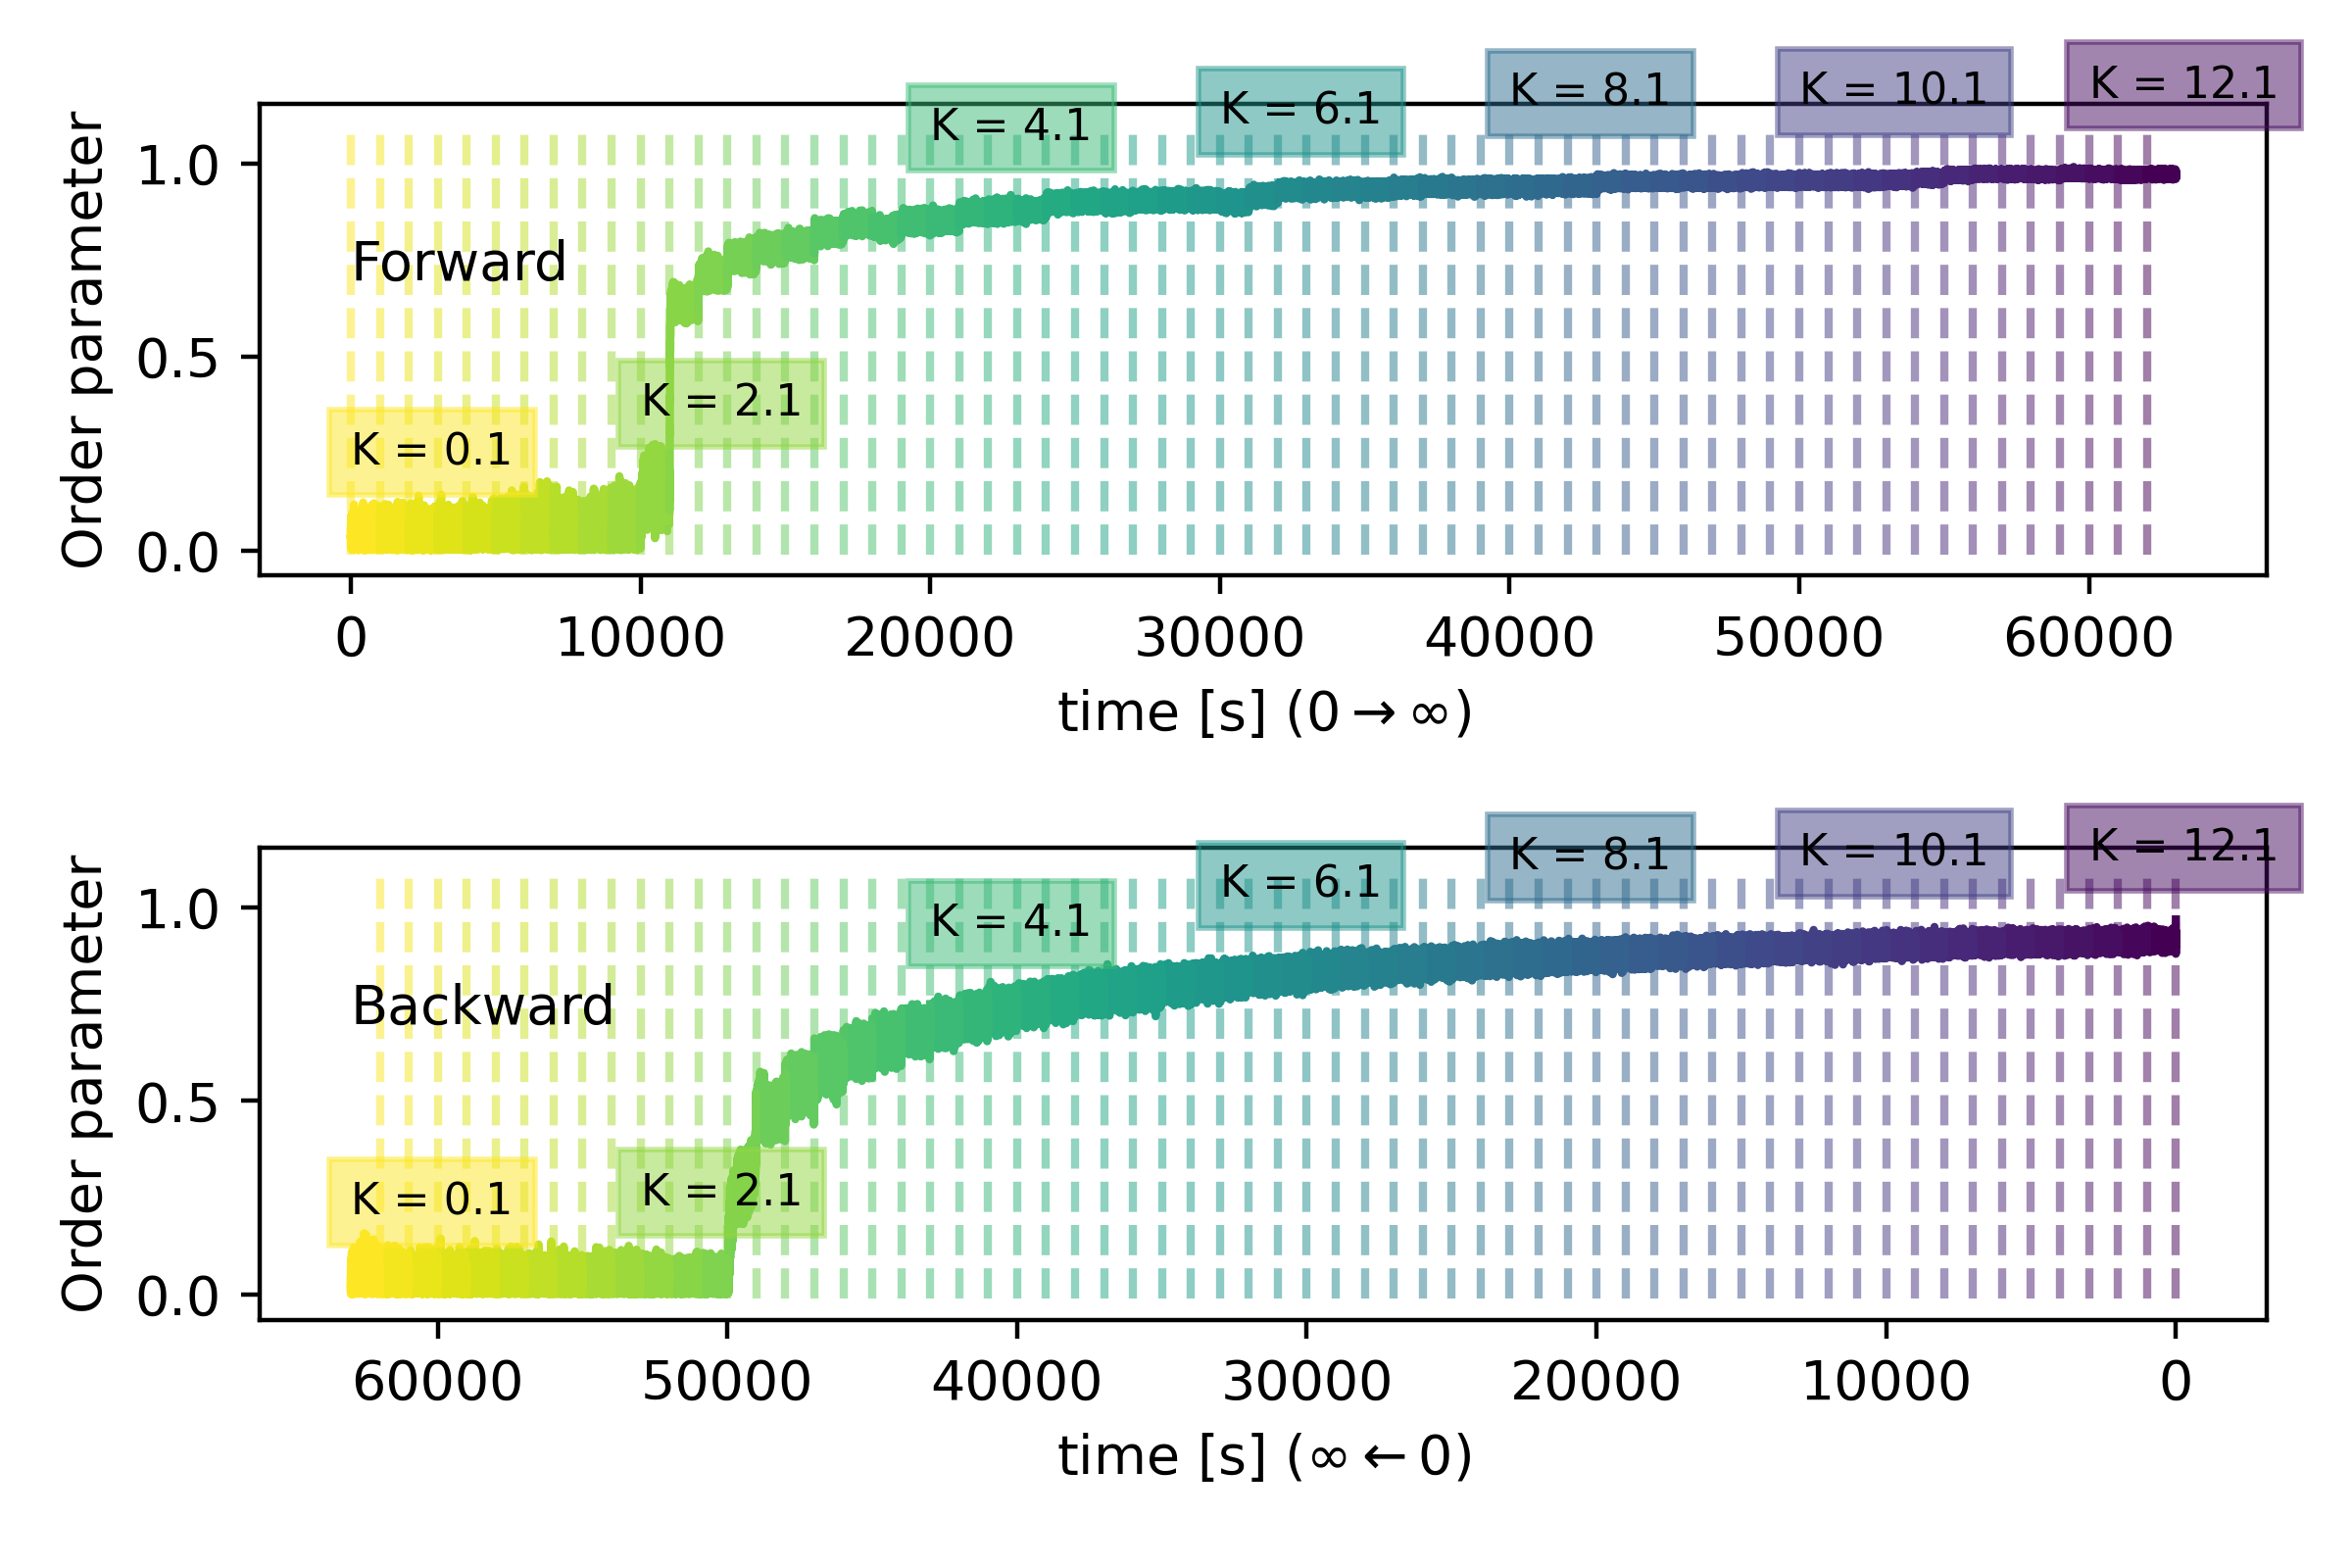 K = 12.1
K = 10.1
K = 8.1
K = 6.1
K = 4.1
Order parameter
1.0
Forward
0.5
K = 2.1
K = 0.1
0.0
0 10000 20000 30000 40000 50000 60000
time [s] (0→∞)
K = 12.1
K = 10.1
K = 8.1
K = 6.1
K = 4.1
Order parameter
1.0
Backward
0.5
K = 2.1
K = 0.1
0.0
60000 50000 40000 30000 20000 10000 0
time [s] (∞←0)